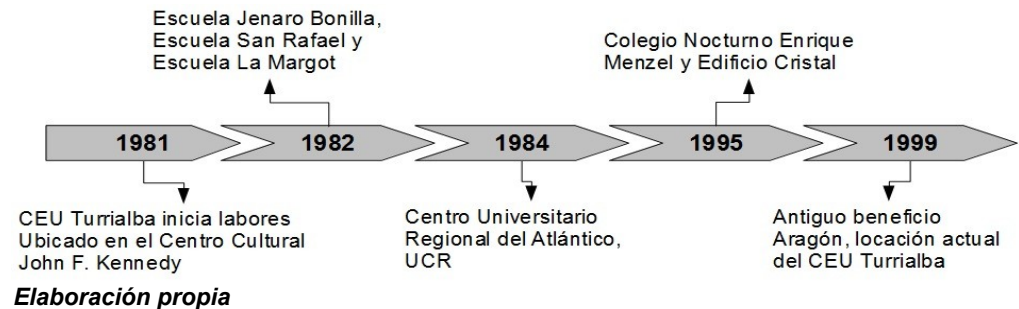 Escuela Jenaro Bonilla,
Escuela San Rafael y
Escuela La Margot
Colegio Nocturno Enrique
Menzel y Edificio Cristal
1981
1982
1984
1995
1999
CEU Turrialba inicia labores
Ubicado en el Centro Cultural
John F. Kennedy
Centro Universitario
Regional del Atlántico,
UCR
Antiguo beneficio
Aragón, locación actual
del CEU Turrialba
Elaboración propia